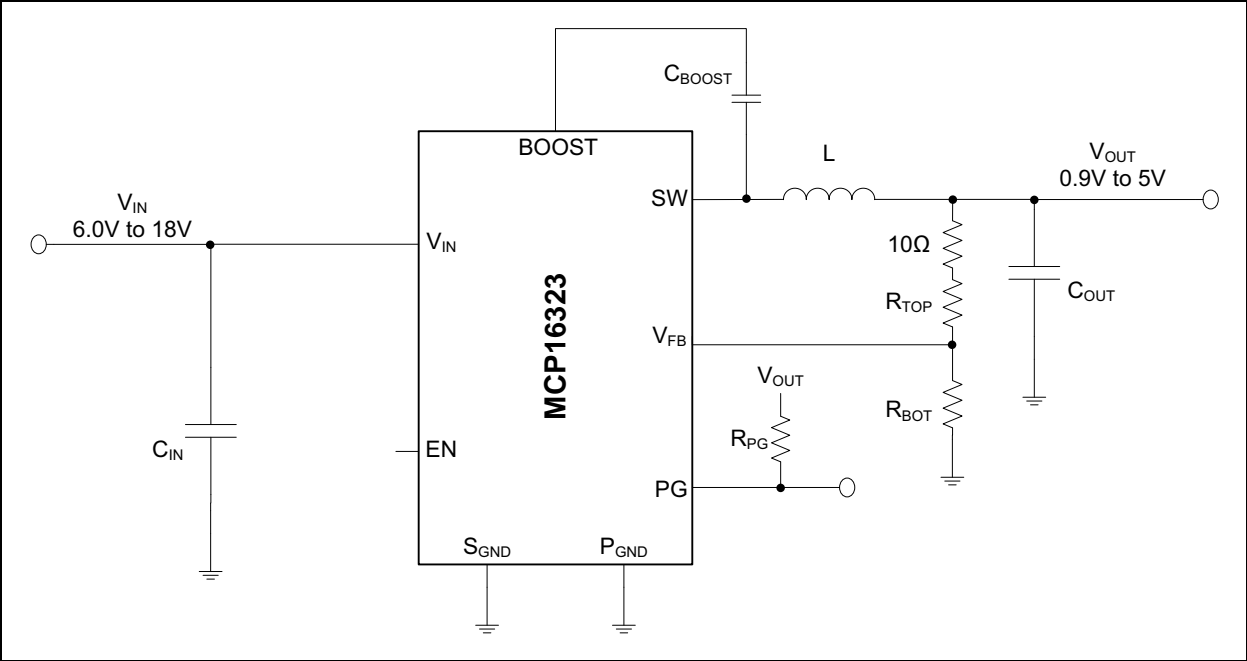 C_BOOST
BOOST
L
V_OUT
0.9V to 5V
SW
V_IN
6.0V to 18V
V_IN
10Ω
R_TOP
C_OUT
MCP16323
V_FB
V_OUT
R_BOT
R_PG
C_IN
EN
PG
S_GND
P_GND